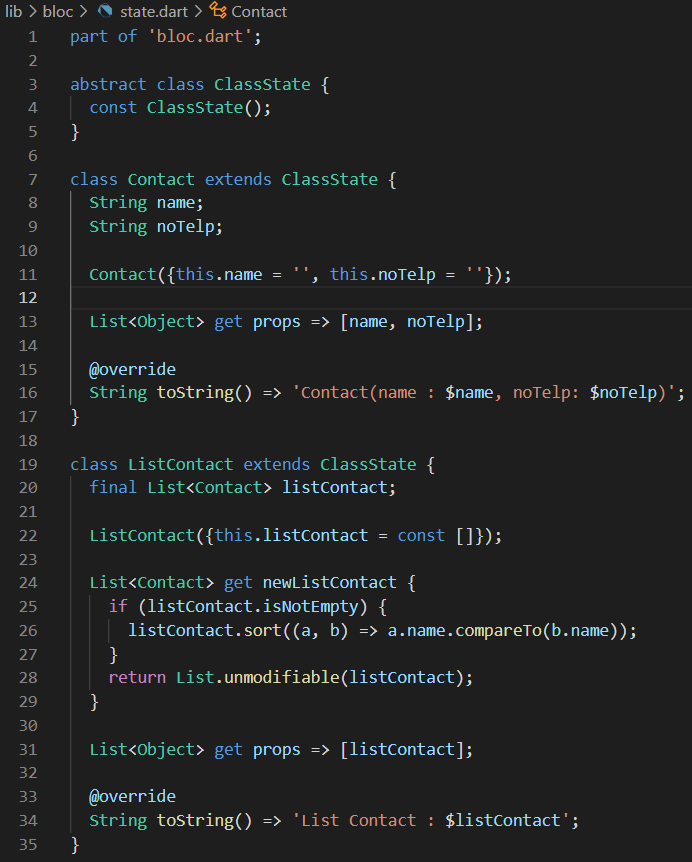 lib > bloc > state.dart > Contact
1 part of 'bloc.dart';
2
3 abstract class ClassState {
4   const ClassState();
5 }
6
7 class Contact extends ClassState {
8   String name;
9   String noTelp;
10
11   Contact({this.name = '', this.noTelp = ''});
12
13   List<Object> get props => [name, noTelp];
14
15   @override
16   String toString() => 'Contact(name : $name, noTelp: $noTelp)';
17 }
18
19 class ListContact extends ClassState {
20   final List<Contact> listContact;
21
22   ListContact({this.listContact = const []});
23
24   List<Contact> get newListContact {
25     if (listContact.isNotEmpty) {
26       listContact.sort((a, b) => a.name.compareTo(b.name));
27     }
28     return List.unmodifiable(listContact);
29   }
30
31   List<Object> get props => [listContact];
32
33   @override
34   String toString() => 'List Contact : $listContact';
35 }